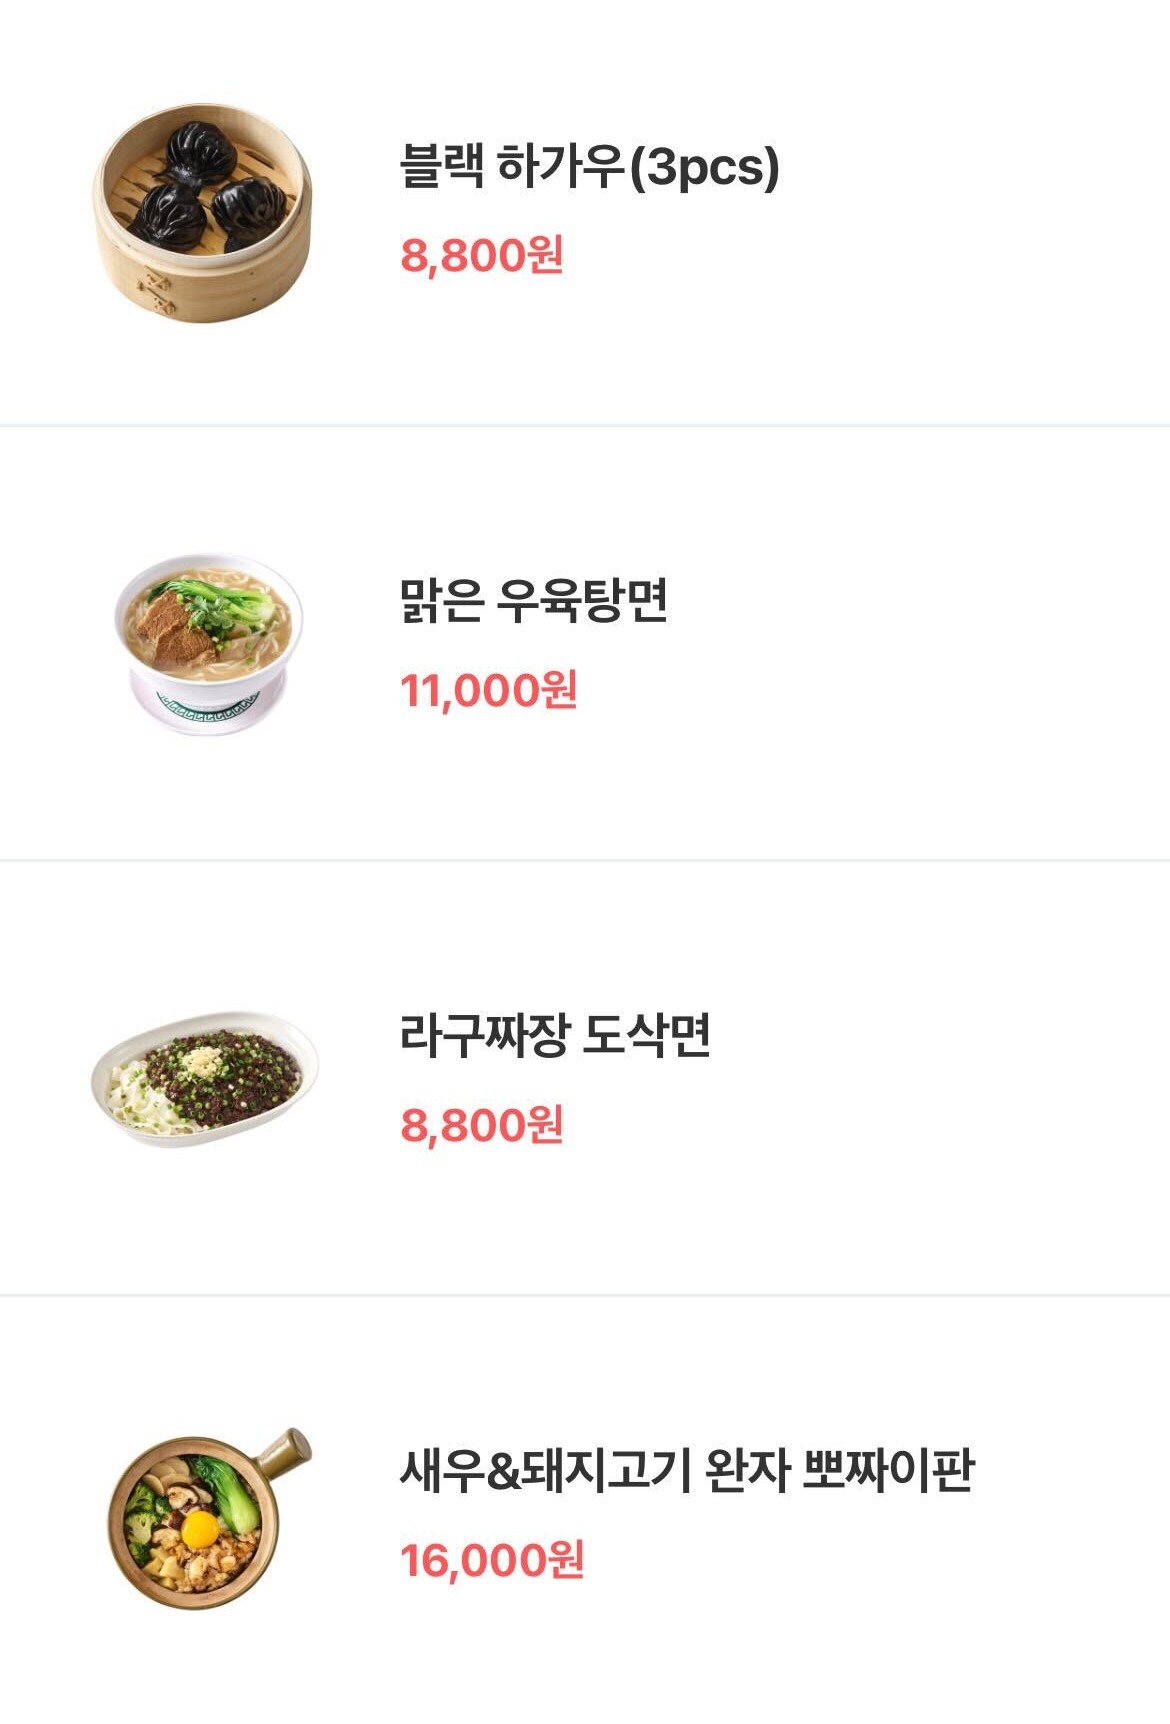 블랙 하가우(3pcs)
8,800원
맑은 우육탕면
11,000원
라구짜장 도삭면
8,800원
새우&돼지고기 완자 뽀짜이판
16,000원